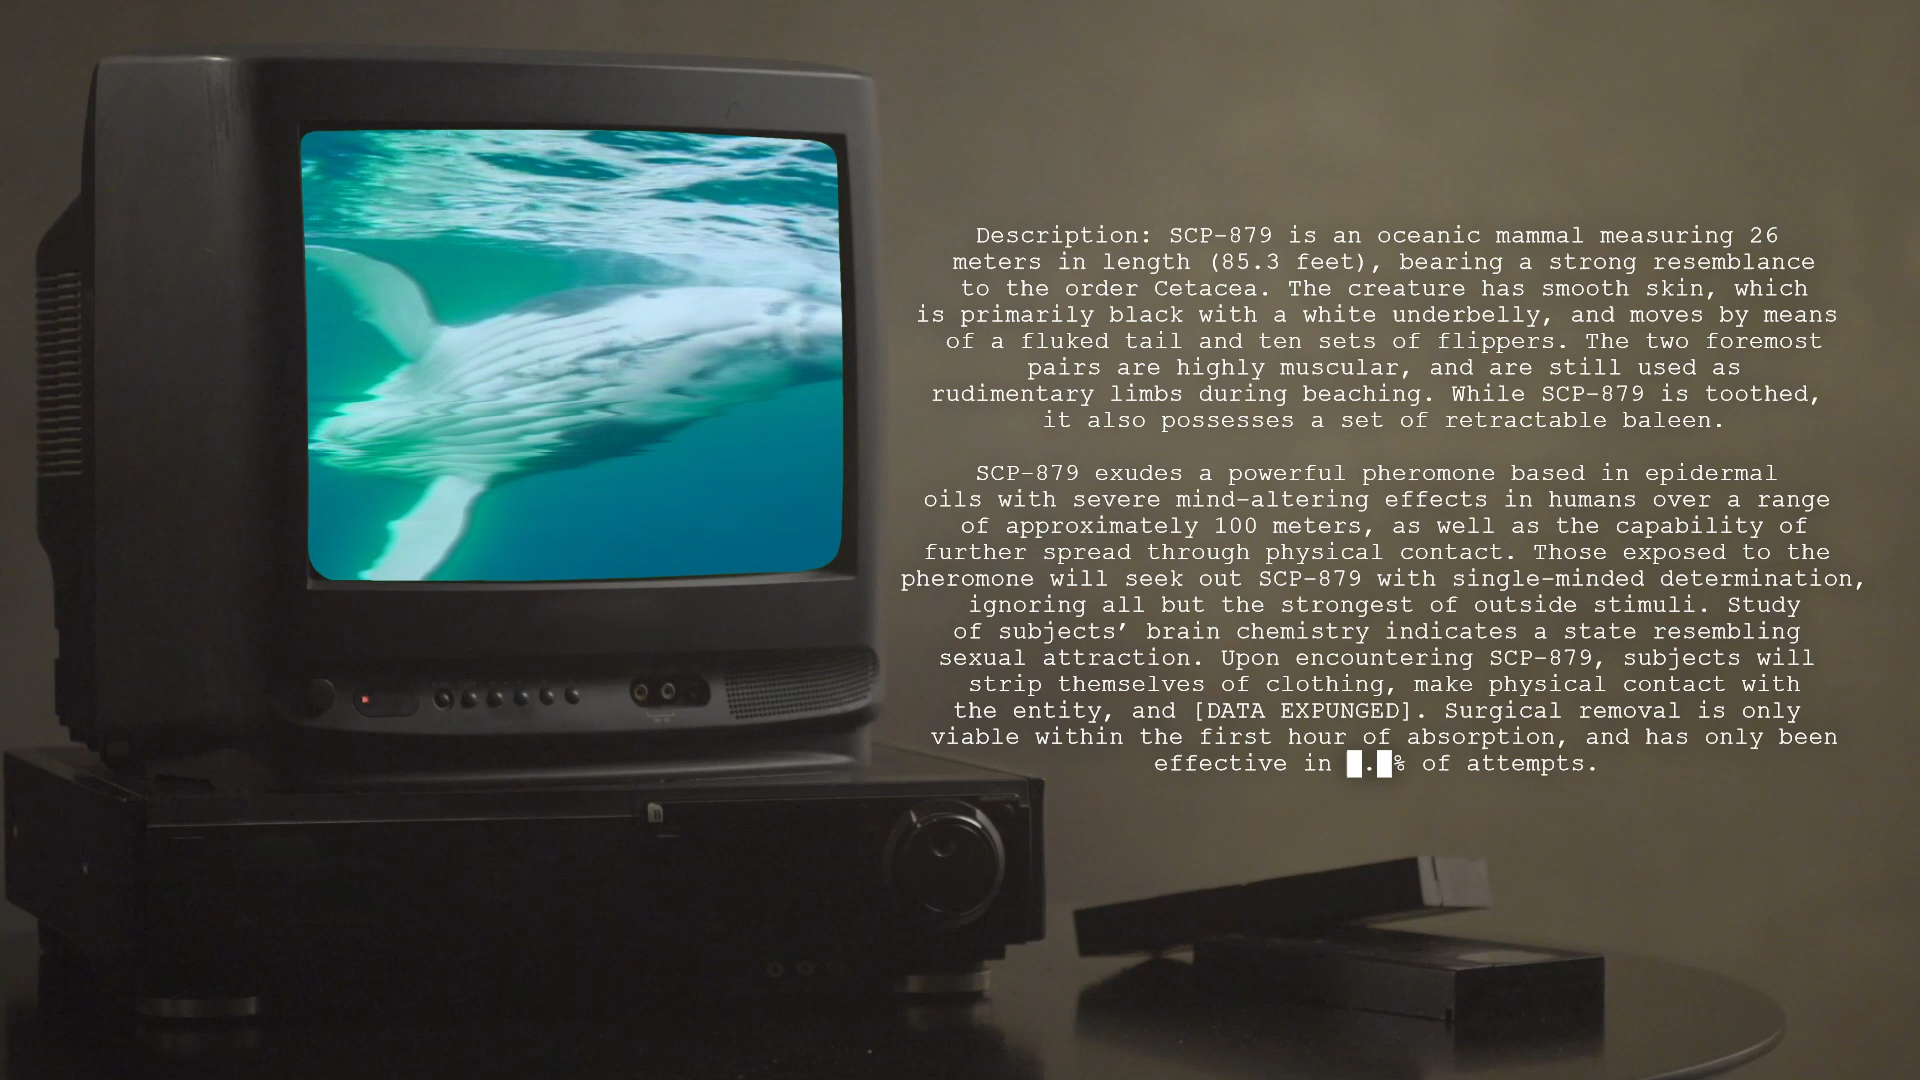 Description: SCP-879 is an oceanic mammal measuring 26
meters in length (85.3 feet), bearing a strong resemblance
to the order Cetacea. The creature has smooth skin, which
is primarily black with a white underbelly, and moves by means
of a fluked tail and ten sets of flippers. The two foremost
pairs are highly muscular, and are still used as
rudimentary limbs during beaching. While SCP-879 is toothed,
it also possesses a set of retractable baleen.
SCP-879 exudes a powerful pheromone based in epidermal
oils with severe mind-altering effects in humans over a range
of approximately 100 meters, as well as the capability of
further spread through physical contact. Those exposed to the
pheromone will seek out SCP-879 with single-minded determination,
ignoring all but the strongest of outside stimuli. Study
of subjects’ brain chemistry indicates a state resembling
sexual attraction. Upon encountering SCP-879, subjects will
strip themselves of clothing, make physical contact with
the entity, and [DATA EXPUNGED]. Surgical removal is only
viable within the first hour of absorption, and has only been
effective in █.█% of attempts.